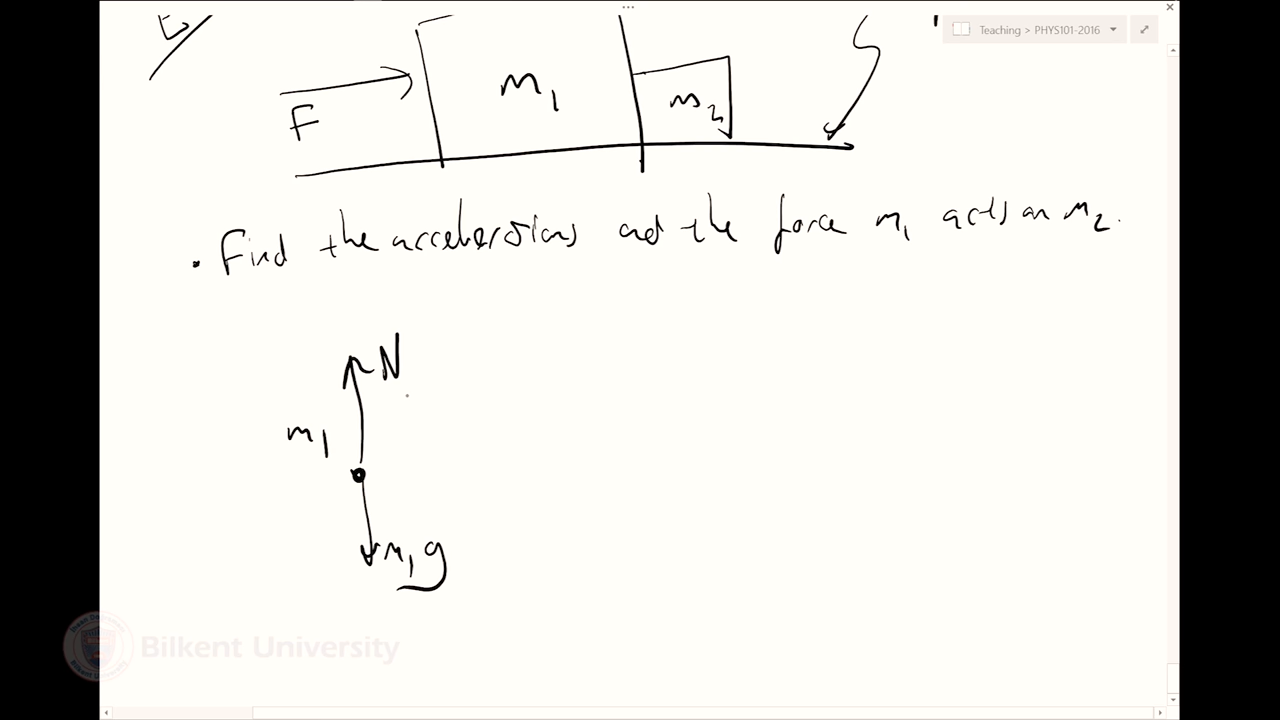 Teaching > PHYS101-2016
F
m1
m2
. Find the accelerations and the force m1 acts on m2.
N
m1
m1g
Bilkent University